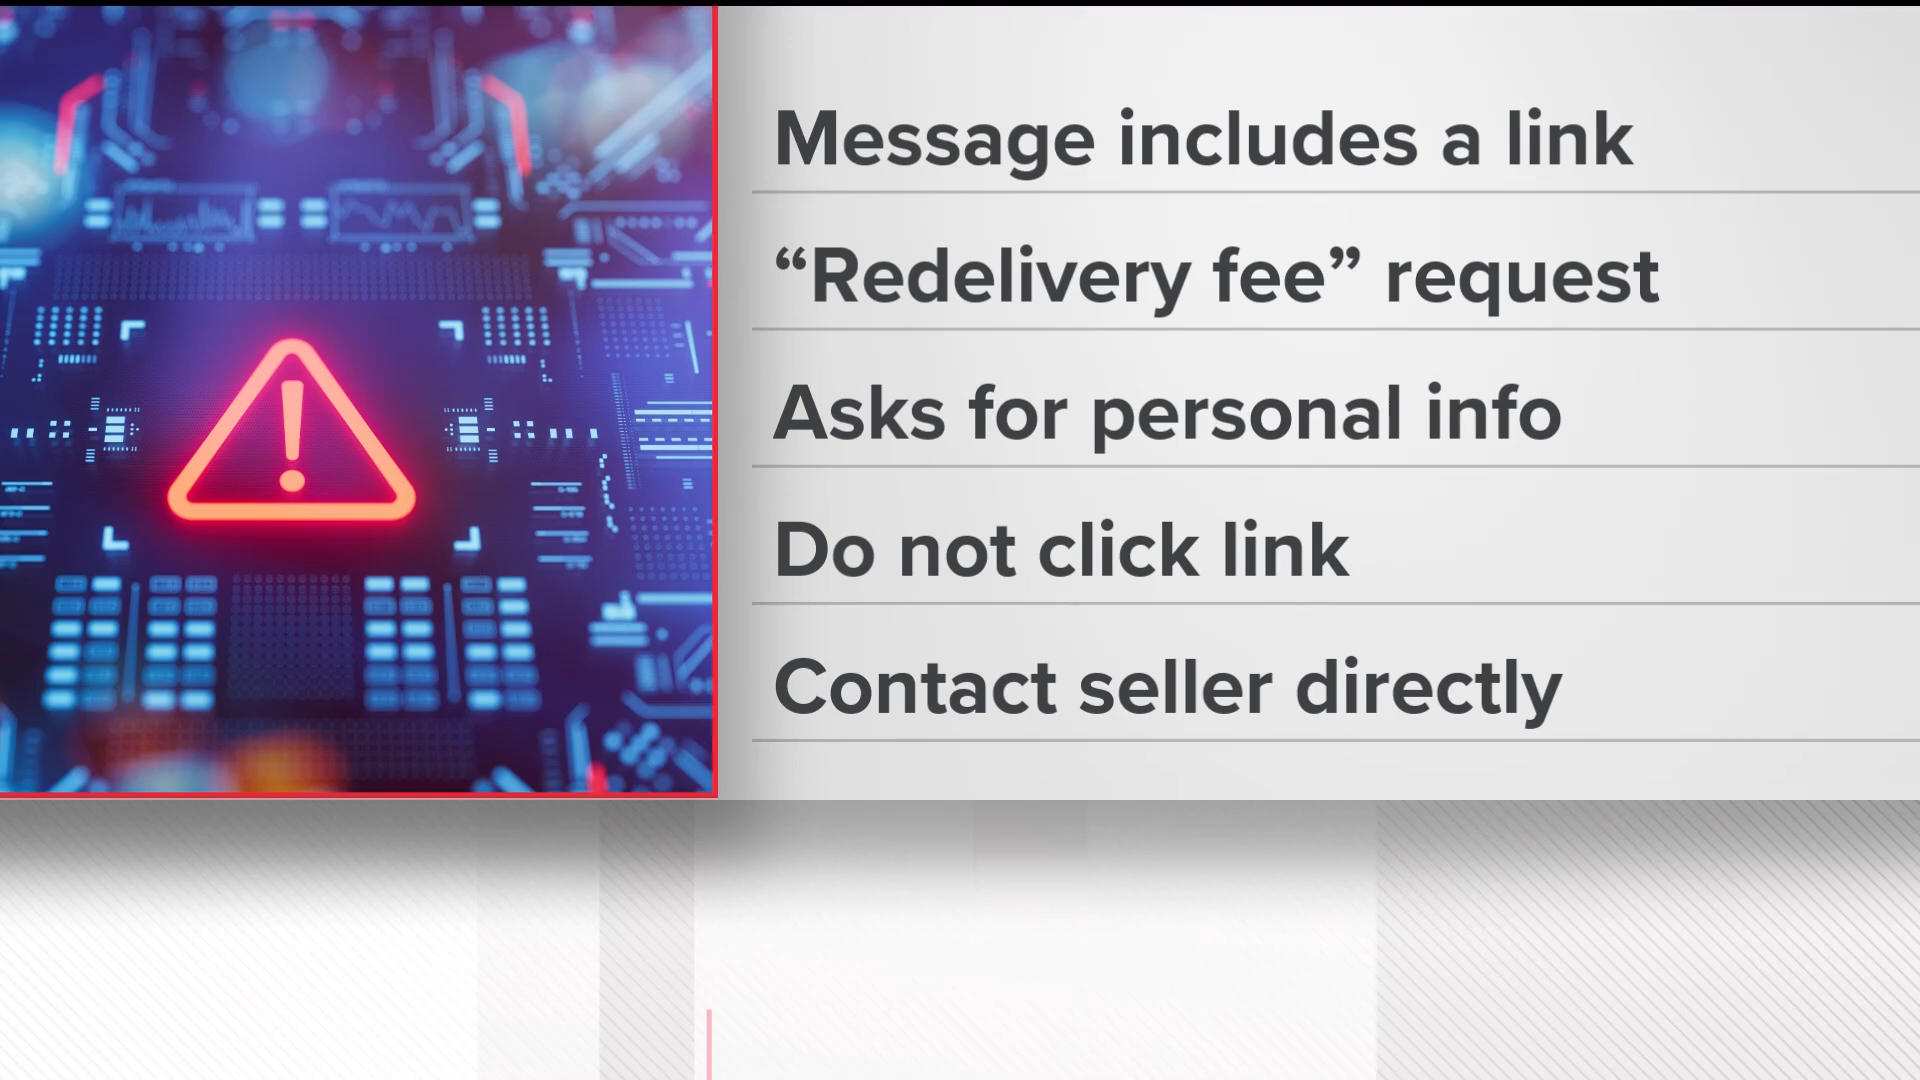 Message includes a link
“Redelivery fee” request
Asks for personal info
Do not click link
Contact seller directly